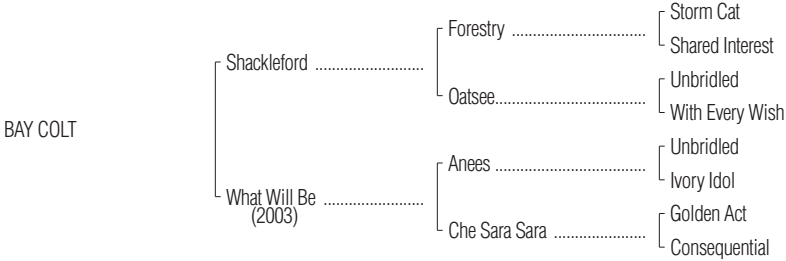 Storm Cat
Forestry ..............................
Shared Interest
Shackleford ........................
Unbridled
Oatsee..................................
With Every Wish
BAY COLT
Unbridled
Anees ..................................
Ivory Idol
What Will Be ......................
(2003)
Golden Act
Che Sara Sara .....................
Consequential